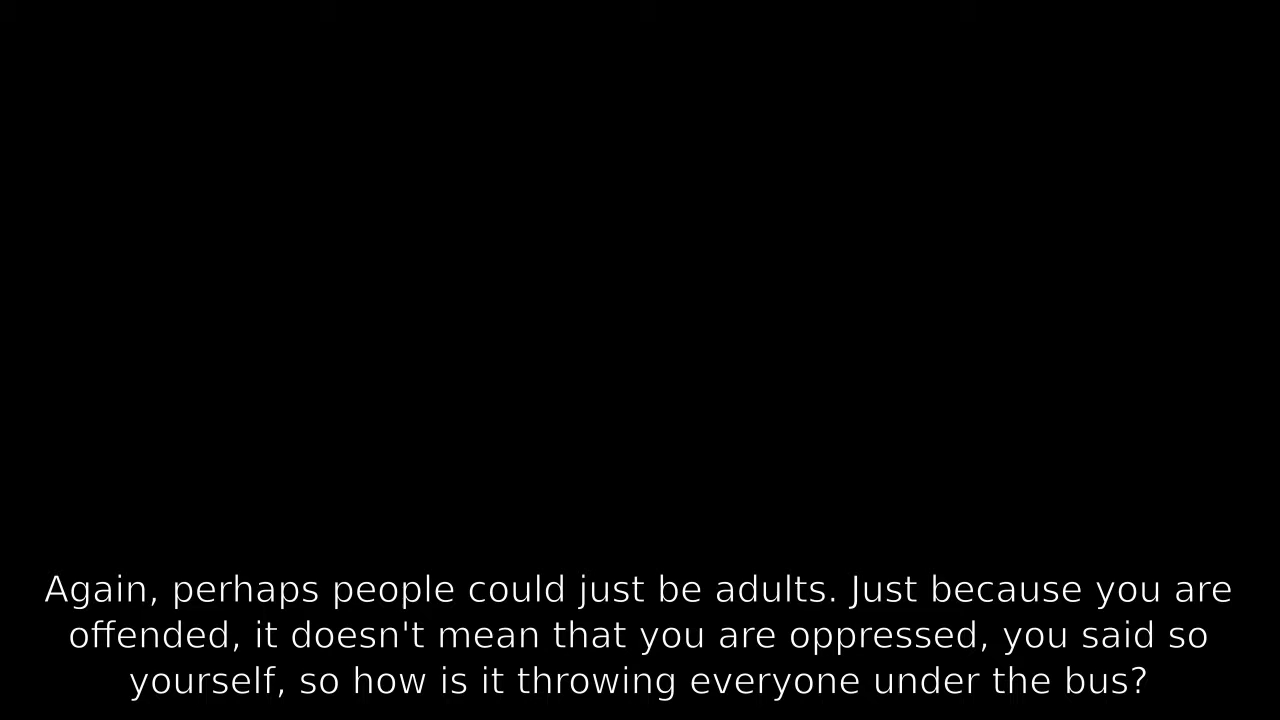 Again, perhaps people could just be adults. Just because you are
offended, it doesn't mean that you are oppressed, you said so
yourself, so how is it throwing everyone under the bus?